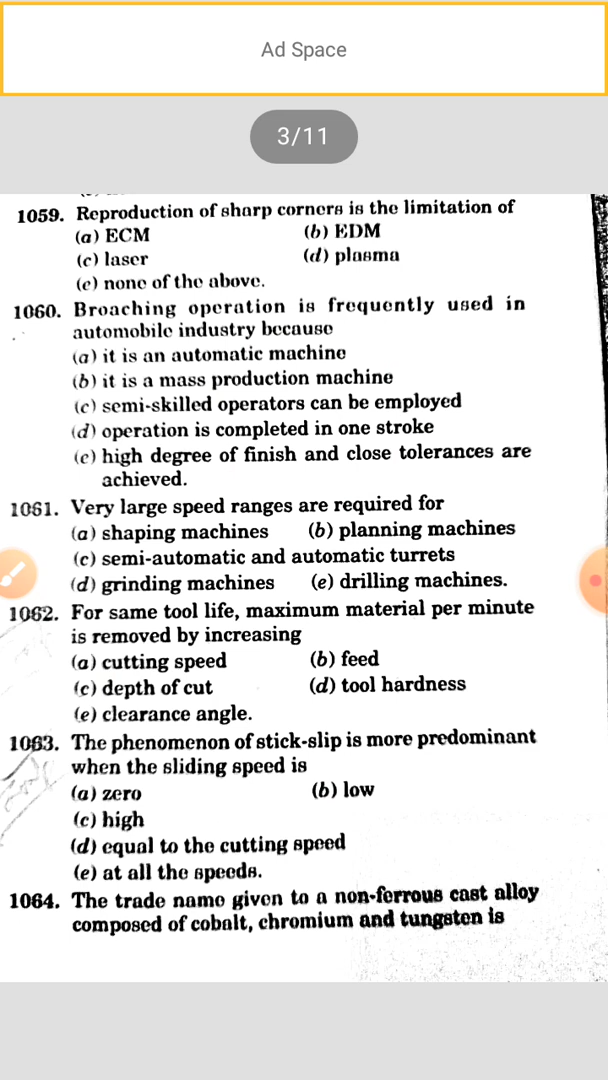 Ad Space
3/11
1059. Reproduction of sharp corners is the limitation of
(a) ECM (b) EDM
(c) laser (d) plasma
(e) none of the above.
1060. Broaching operation is frequently used in
automobile industry because
(a) it is an automatic machine
(b) it is a mass production machine
(c) semi-skilled operators can be employed
(d) operation is completed in one stroke
(e) high degree of finish and close tolerances are
achieved.
1061. Very large speed ranges are required for
(a) shaping machines (b) planning machines
(c) semi-automatic and automatic turrets
(d) grinding machines (e) drilling machines.
1062. For same tool life, maximum material per minute
is removed by increasing
(a) cutting speed (b) feed
(c) depth of cut (d) tool hardness
(e) clearance angle.
1063. The phenomenon of stick-slip is more predominant
when the sliding speed is
(a) zero (b) low
(c) high
(d) equal to the cutting speed
(e) at all the speeds.
1064. The trade name given to a non-ferrous cast alloy
composed of cobalt, chromium and tungsten is